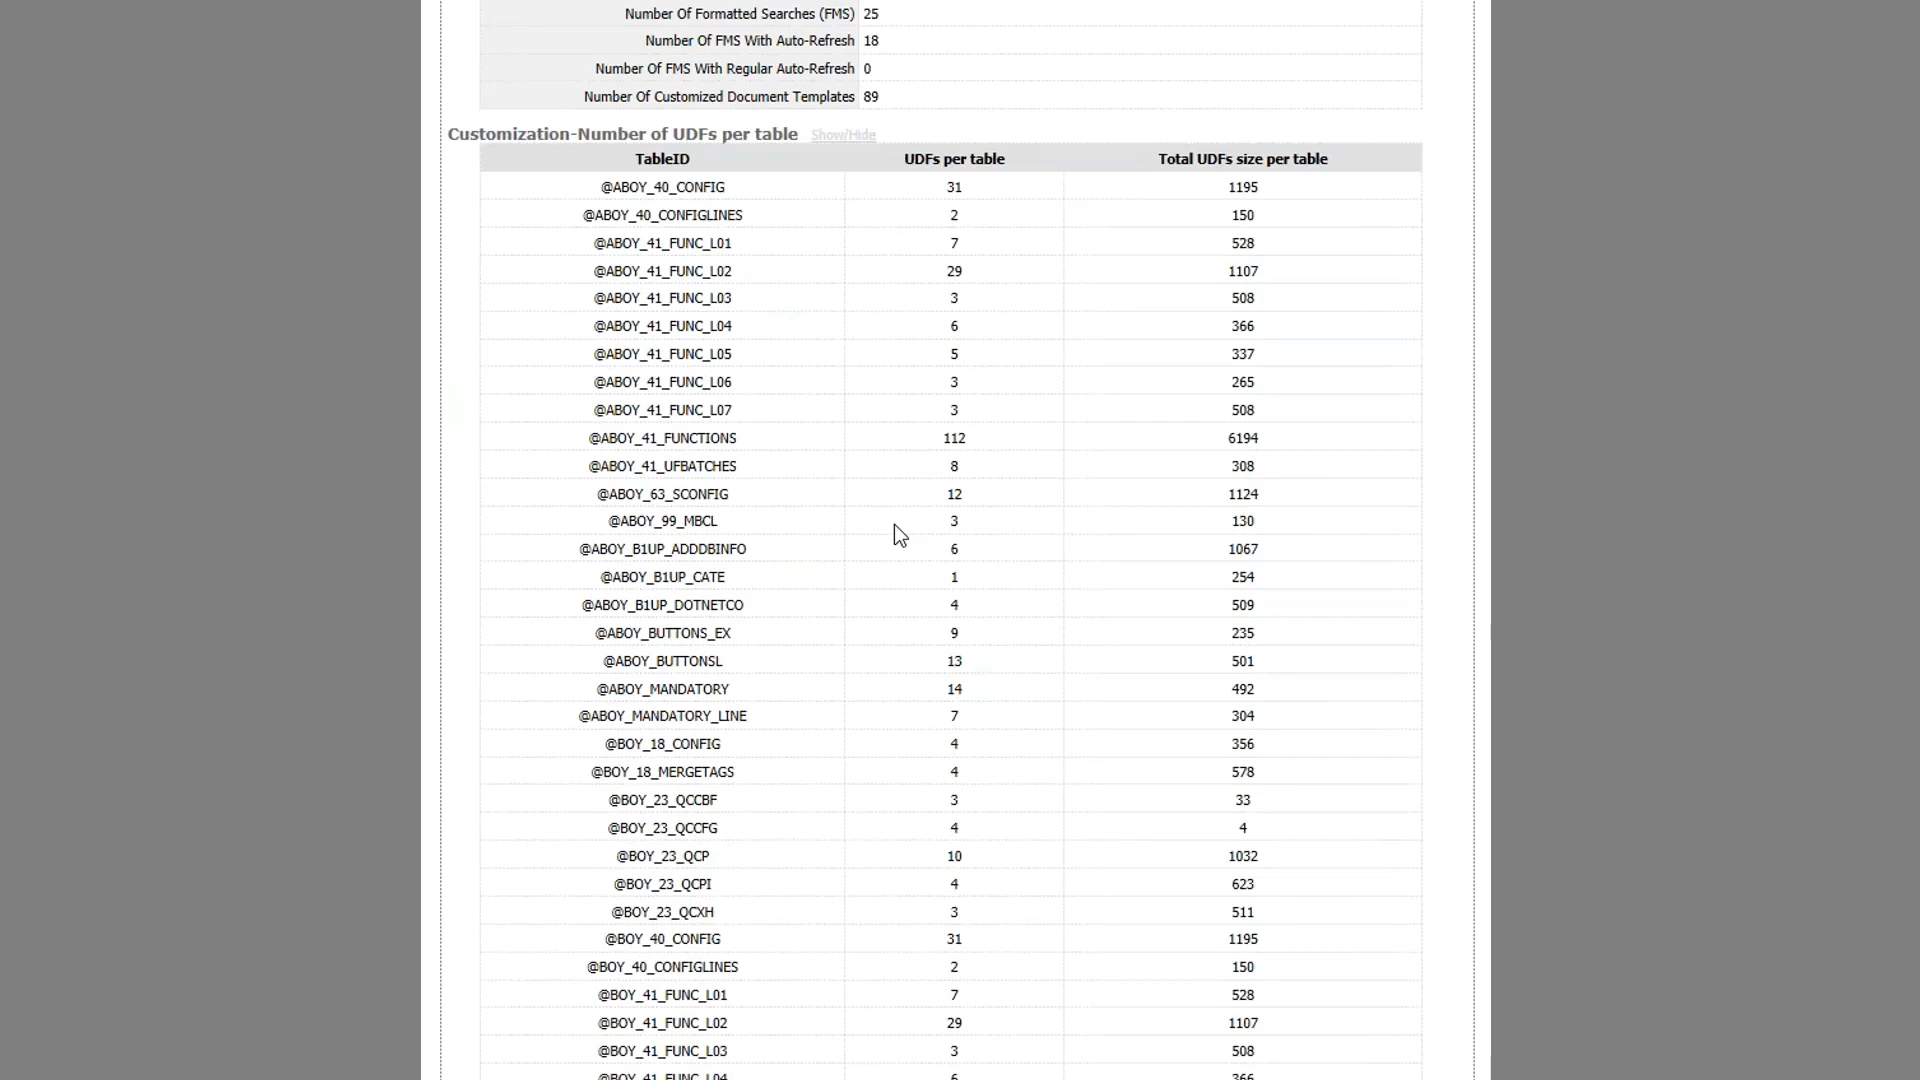 Number Of Formatted Searches (FMS) 25
Number Of FMS With Auto-Refresh 18
Number Of FMS With Regular Auto-Refresh 0
Number Of Customized Document Templates 89
Customization-Number of UDFs per table Show/Hide
TableID UDFs per table Total UDFs size per table
@ABOY_40_CONFIG 31 1195
@ABOY_40_CONFIGLINES 2 150
@ABOY_41_FUNC_L01 7 528
@ABOY_41_FUNC_L02 29 1107
@ABOY_41_FUNC_L03 3 508
@ABOY_41_FUNC_L04 6 366
@ABOY_41_FUNC_L05 5 337
@ABOY_41_FUNC_L06 3 265
@ABOY_41_FUNC_L07 3 508
@ABOY_41_FUNCTIONS 112 6194
@ABOY_41_UFBATCHES 8 308
@ABOY_63_SCONFIG 12 1124
@ABOY_99_MBCL 3 130
@ABOY_B1UP_ADDDBINFO 6 1067
@ABOY_B1UP_CATE 1 254
@ABOY_B1UP_DOTNETCO 4 509
@ABOY_BUTTONS_EX 9 235
@ABOY_BUTTONSL 13 501
@ABOY_MANDATORY 14 492
@ABOY_MANDATORY_LINE 7 304
@BOY_18_CONFIG 4 356
@BOY_18_MERGETAGS 4 578
@BOY_23_QCCBF 3 33
@BOY_23_QCCFG 4 4
@BOY_23_QCP 10 1032
@BOY_23_QCPI 4 623
@BOY_23_QCXH 3 511
@BOY_40_CONFIG 31 1195
@BOY_40_CONFIGLINES 2 150
@BOY_41_FUNC_L01 7 528
@BOY_41_FUNC_L02 29 1107
@BOY_41_FUNC_L03 3 508
@BOY_41_FUNC_L04 6 366